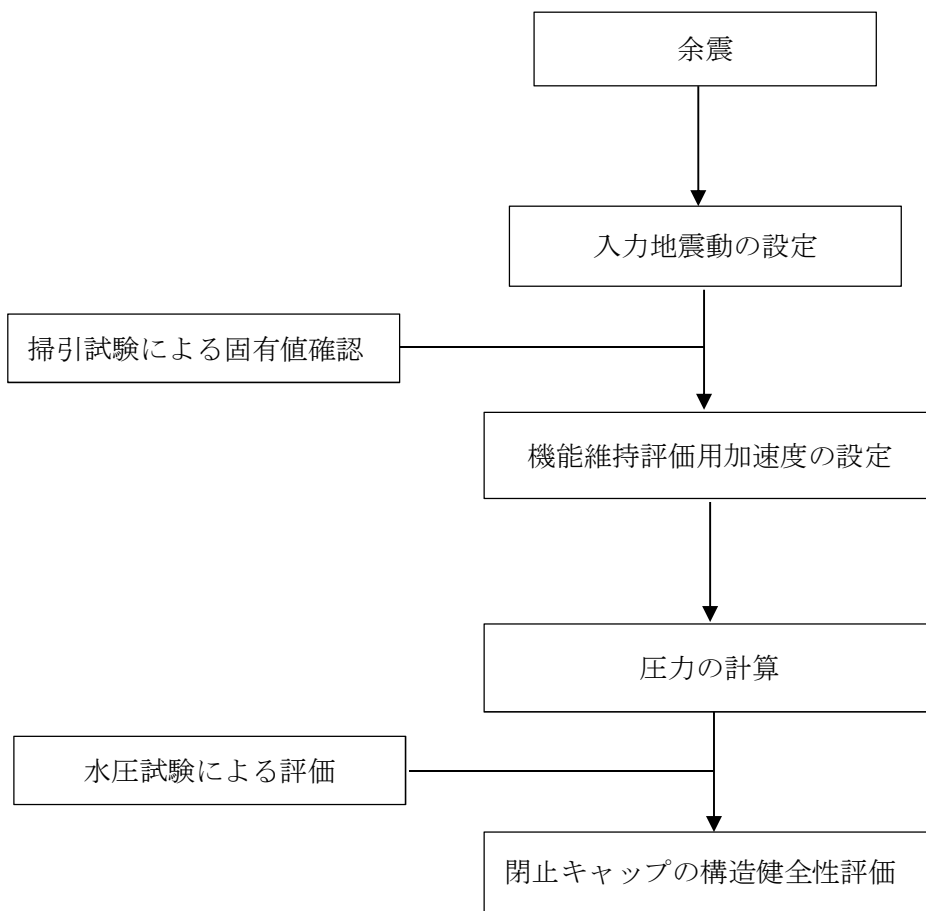 余震
入力地震動の設定
掃引試験による固有値確認
機能維持評価用加速度の設定
圧力の計算
水圧試験による評価
閉止キャップの構造健全性評価